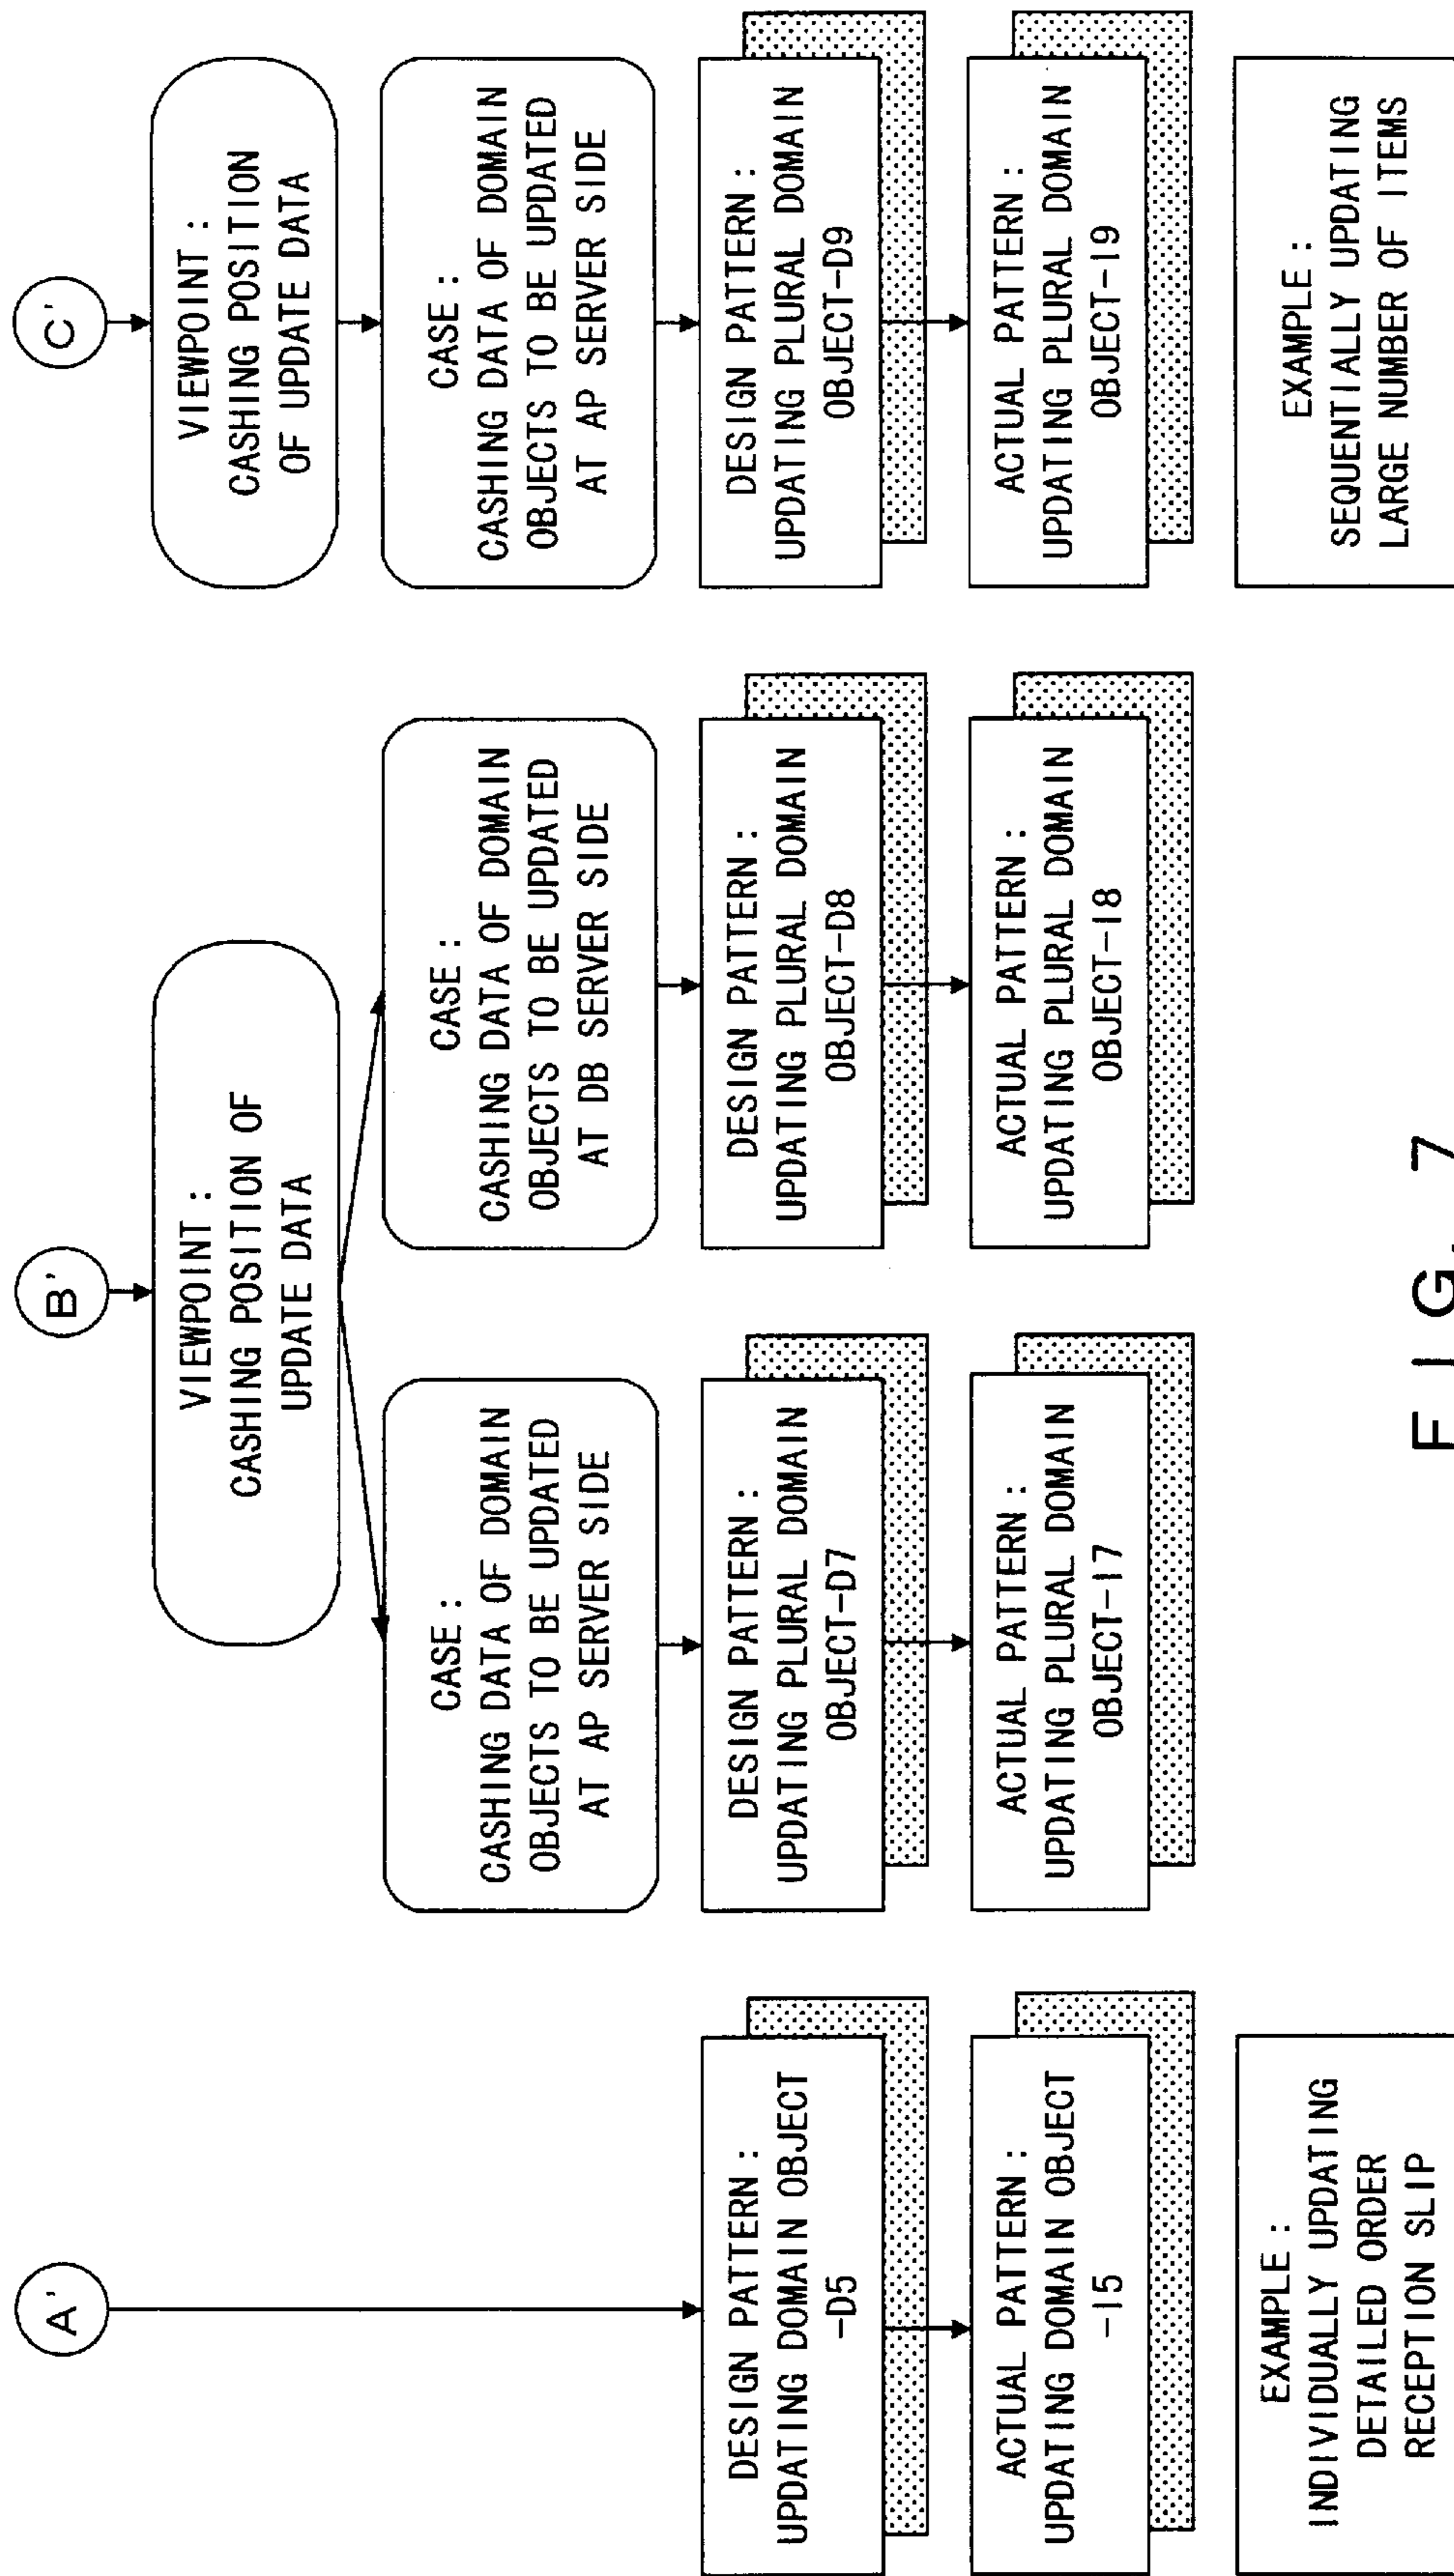 A'
DESIGN PATTERN :
UPDATING DOMAIN OBJECT
-D5
ACTUAL PATTERN :
UPDATING DOMAIN OBJECT
-I5
EXAMPLE :
INDIVIDUALLY UPDATING
DETAILED ORDER
RECEPTION SLIP
B'
VIEWPOINT :
CASHING POSITION OF
UPDATE DATA
CASE :
CASHING DATA OF DOMAIN
OBJECTS TO BE UPDATED
AT AP SERVER SIDE
DESIGN PATTERN :
UPDATING PLURAL DOMAIN
OBJECT-D7
ACTUAL PATTERN :
UPDATING PLURAL DOMAIN
OBJECT-I7
CASE :
CASHING DATA OF DOMAIN
OBJECTS TO BE UPDATED
AT DB SERVER SIDE
DESIGN PATTERN :
UPDATING PLURAL DOMAIN
OBJECT-D8
ACTUAL PATTERN :
UPDATING PLURAL DOMAIN
OBJECT-I8
C'
VIEWPOINT :
CASHING POSITION
OF UPDATE DATA
CASE :
CASHING DATA OF DOMAIN
OBJECTS TO BE UPDATED
AT AP SERVER SIDE
DESIGN PATTERN :
UPDATING PLURAL DOMAIN
OBJECT-D9
ACTUAL PATTERN :
UPDATING PLURAL DOMAIN
OBJECT-I9
EXAMPLE :
SEQUENTIALLY UPDATING
LARGE NUMBER OF ITEMS
FIG. 7